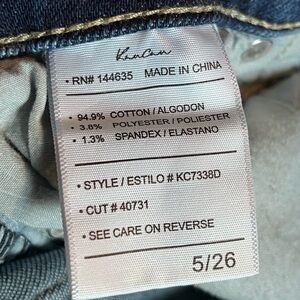 KanCan
• RN# 144635 MADE IN CHINA
• 94.9% COTTON / ALGODON
• 3.8% POLYESTER / POLIESTER
• 1.3% SPANDEX / ELASTANO
• STYLE / ESTILO # KC7338D
• CUT # 40731
• SEE CARE ON REVERSE
5/26